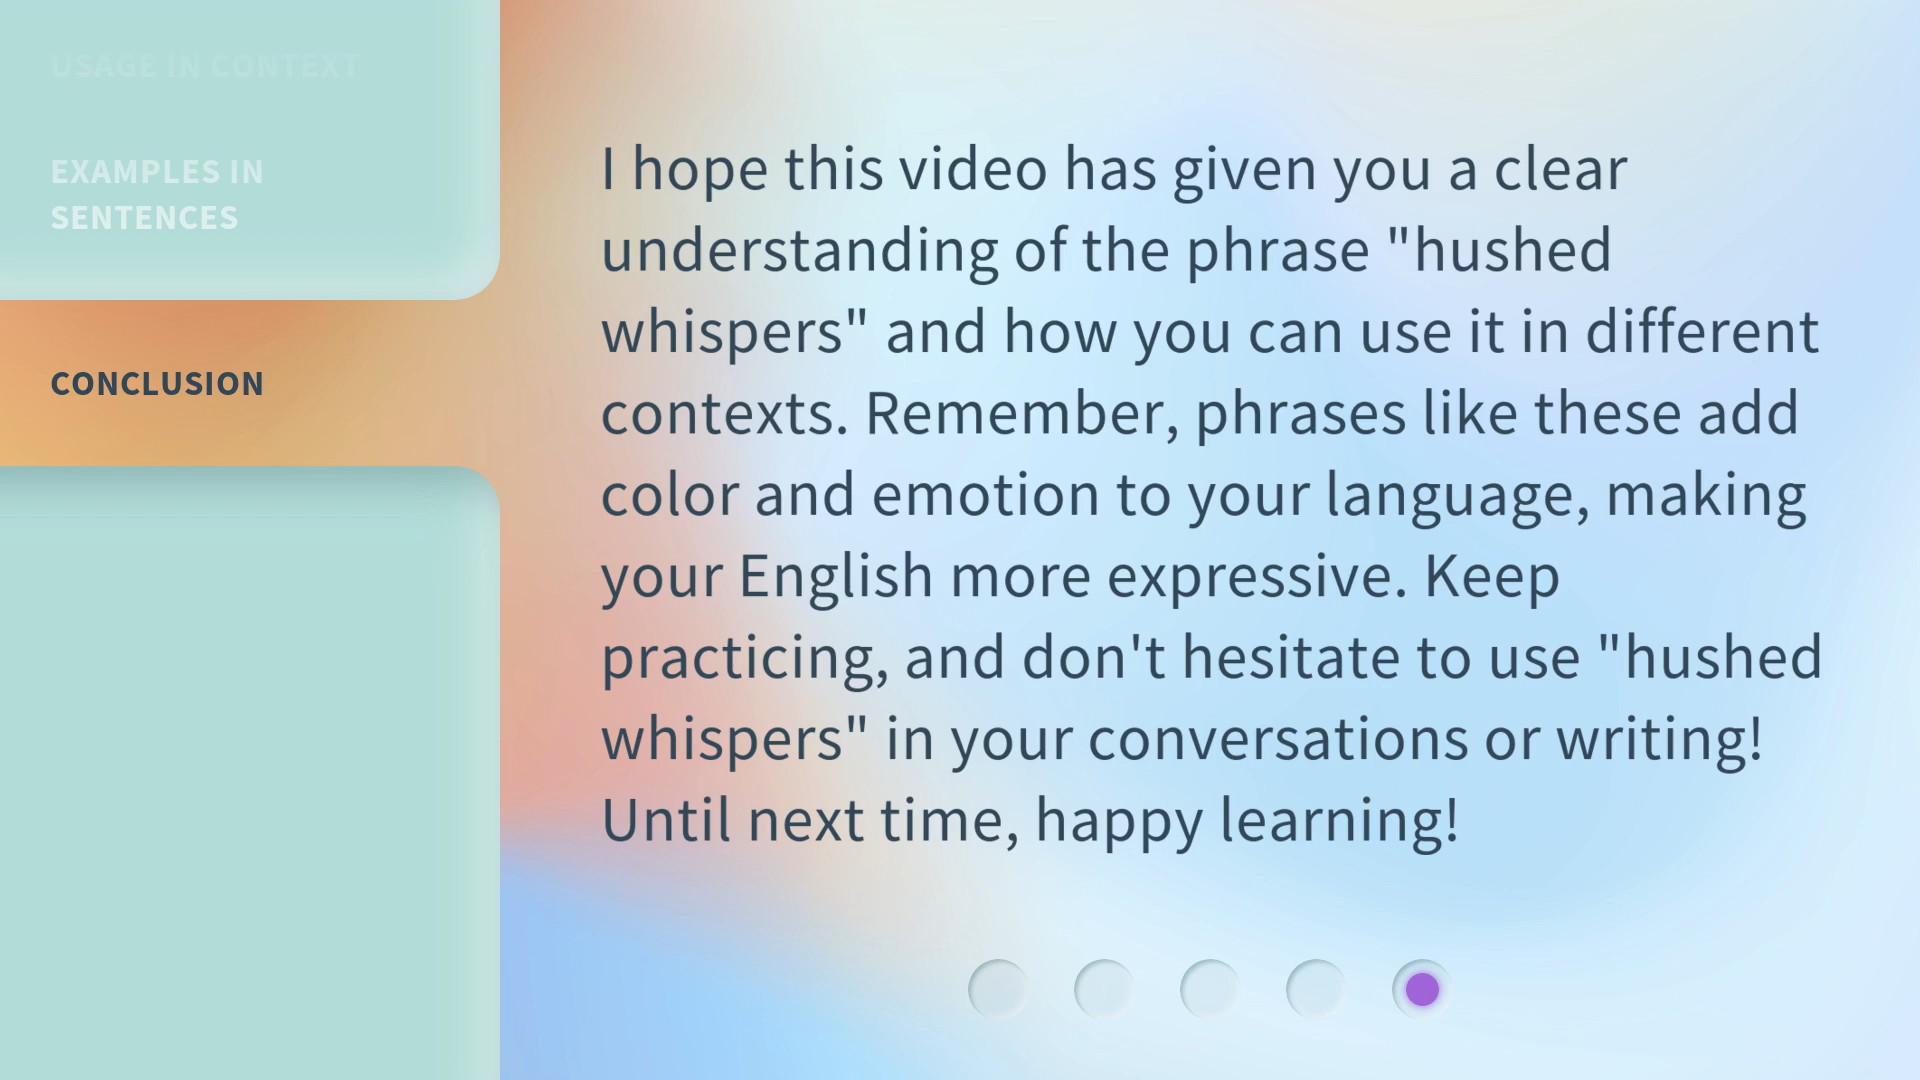 USAGE IN CONTEXT
EXAMPLES IN
SENTENCES
CONCLUSION
I hope this video has given you a clear
understanding of the phrase "hushed
whispers" and how you can use it in different
contexts. Remember, phrases like these add
color and emotion to your language, making
your English more expressive. Keep
practicing, and don't hesitate to use "hushed
whispers" in your conversations or writing!
Until next time, happy learning!